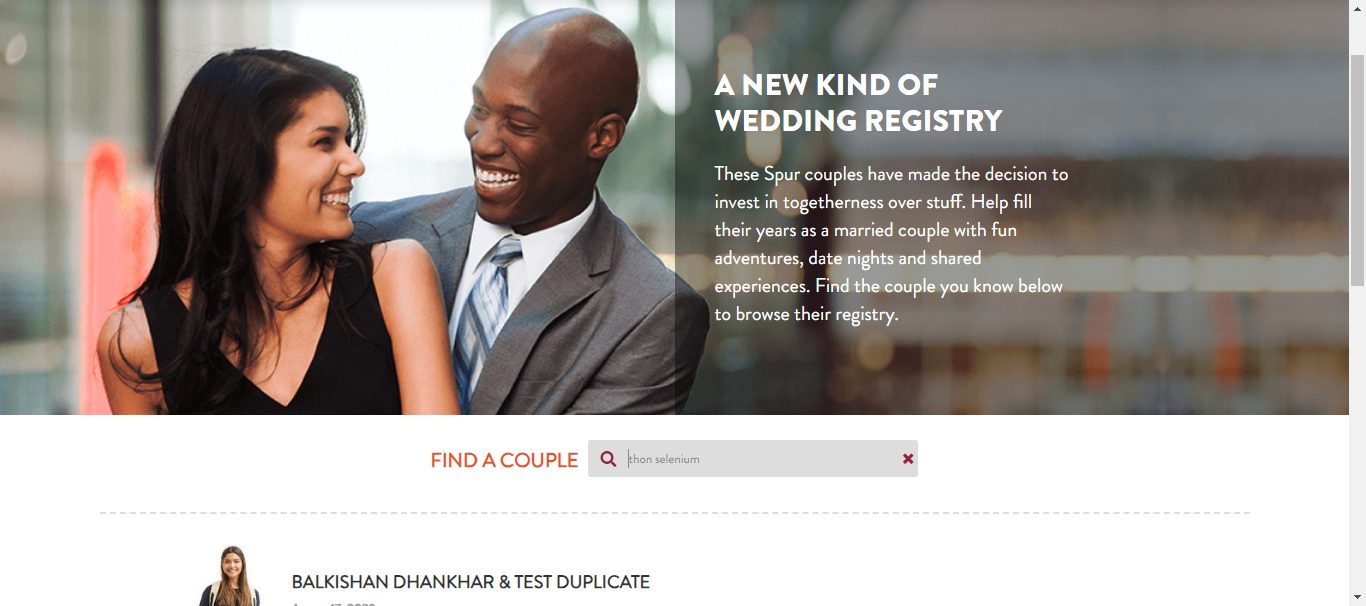 A NEW KIND OF
WEDDING REGISTRY
These Spur couples have made the decision to
invest in togetherness over stuff. Help fill
their years as a married couple with fun
adventures, date nights and shared
experiences. Find the couple you know below
to browse their registry.
FIND A COUPLE
thon selenium
BALKISHAN DHANKHAR & TEST DUPLICATE